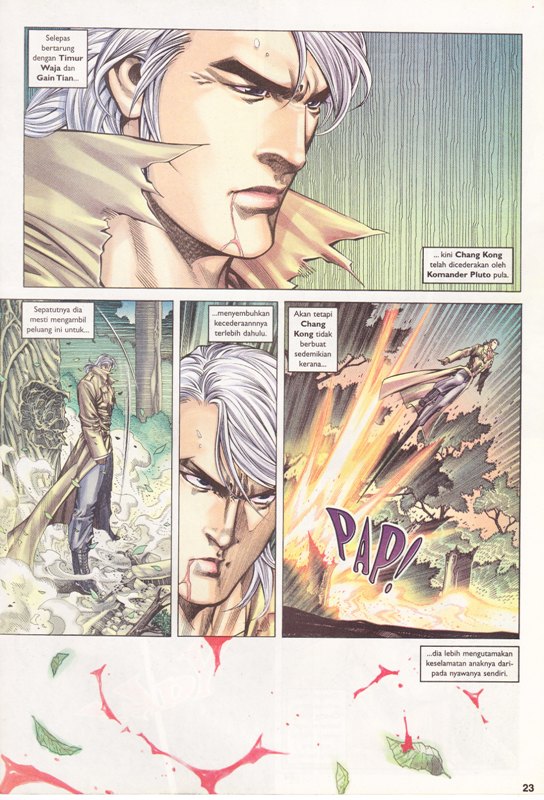 Selepas
bertarung
dengan Timur
Waja dan
Gain Tian...
... kini Chang Kong
telah dicederakan oleh
Komander Pluto pula.
Sepatutnya dia
mesti mengambil
peluang ini untuk...
...menyembuhkan
kecederaannnya
terlebih dahulu.
Akan tetapi
Chang
Kong tidak
berbuat
sedemikian
kerana...
PAP!
...dia lebih mengutamakan
keselamatan anaknya dari-
pada nyawanya sendiri.
23